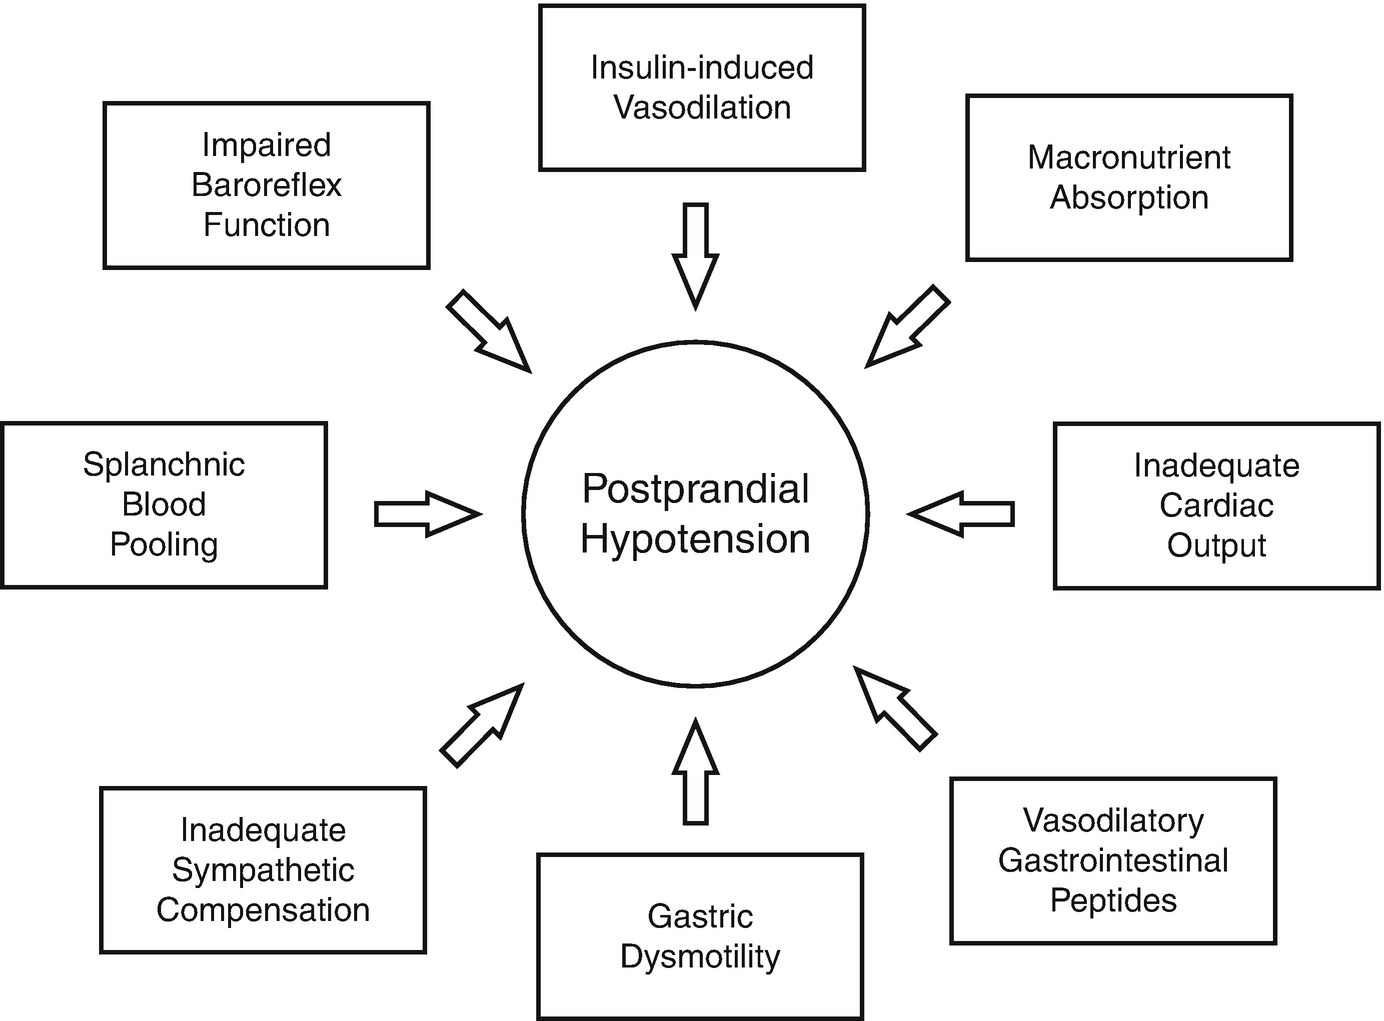 Insulin-induced
Vasodilation
Impaired
Baroreflex
Function
Macronutrient
Absorption
Splanchnic
Blood
Pooling
Postprandial
Hypotension
Inadequate
Cardiac
Output
Inadequate
Sympathetic
Compensation
Gastric
Dysmotility
Vasodilatory
Gastrointestinal
Peptides